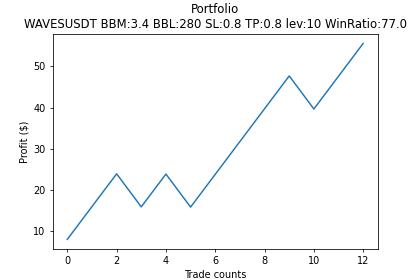 Portfolio
WAVESUSDT BBM:3.4 BBL:280 SL:0.8 TP:0.8 lev:10 WinRatio:77.0
50
40
30
20
10
Profit ($)
0 2 4 6 8 10 12
Trade counts